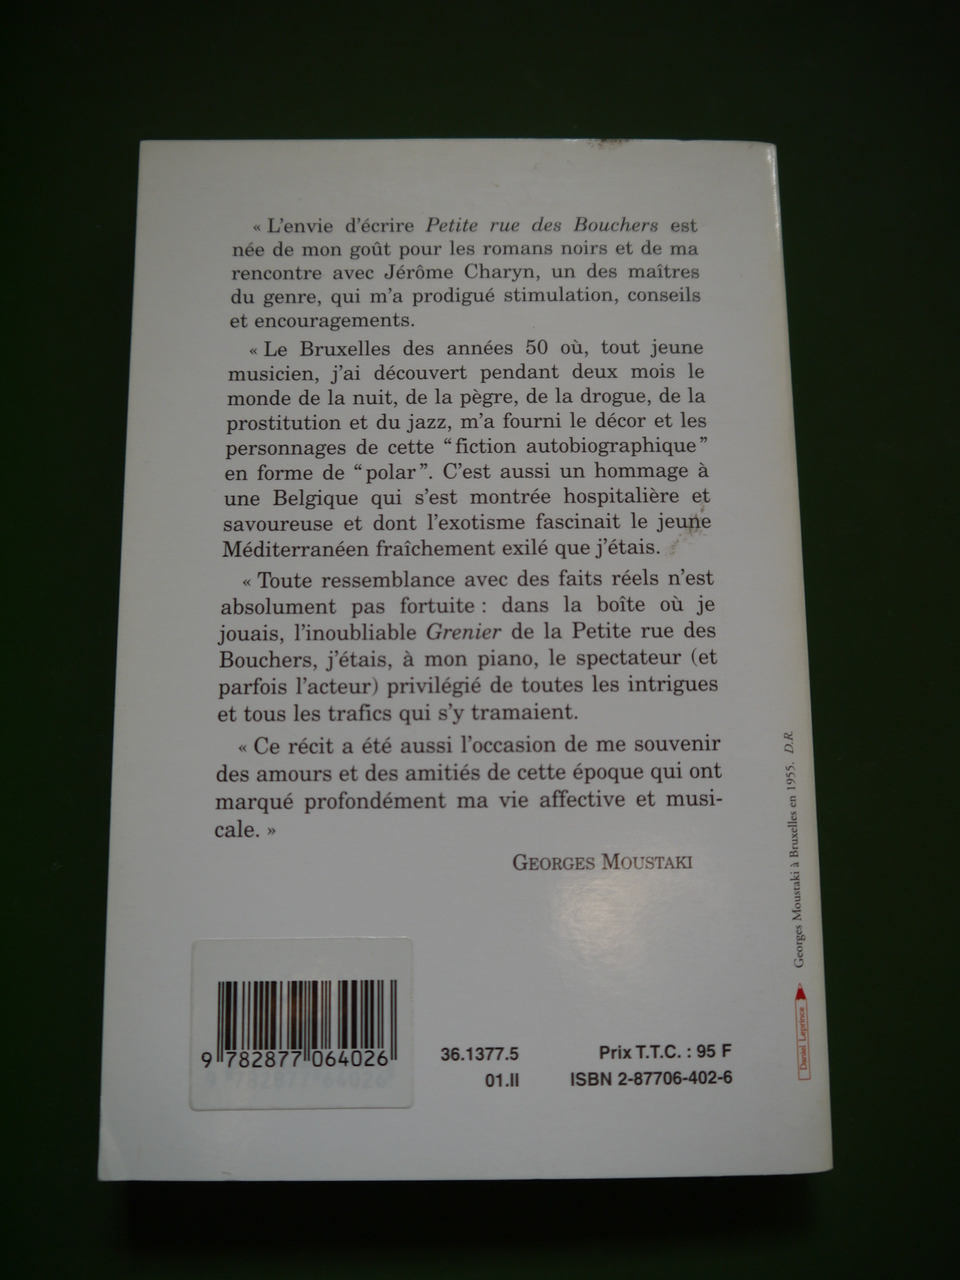 « L'envie d'écrire Petite rue des Bouchers est
née de mon goût pour les romans noirs et de ma
rencontre avec Jérôme Charyn, un des maîtres
du genre, qui m'a prodigué stimulation, conseils
et encouragements.
« Le Bruxelles des années 50 où, tout jeune
musicien, j'ai découvert pendant deux mois le
monde de la nuit, de la pègre, de la drogue, de la
prostitution et du jazz, m'a fourni le décor et les
personnages de cette “fiction autobiographique”
en forme de “polar”. C'est aussi un hommage à
une Belgique qui s'est montrée hospitalière et
savoureuse et dont l'exotisme fascinait le jeune
Méditerranéen fraîchement exilé que j'étais.
« Toute ressemblance avec des faits réels n'est
absolument pas fortuite : dans la boîte où je
jouais, l'inoubliable Grenier de la Petite rue des
Bouchers, j'étais, à mon piano, le spectateur (et
parfois l'acteur) privilégié de toutes les intrigues
et tous les trafics qui s'y tramaient.
« Ce récit a été aussi l'occasion de me souvenir
des amours et des amitiés de cette époque qui ont
marqué profondément ma vie affective et musi-
cale. »
GEORGES MOUSTAKI
9 782877 064026
36.1377.5
01.II
Prix T.T.C. : 95 F
ISBN 2-87706-402-6
Daniel Leprince
Georges Moustaki à Bruxelles en 1955. D.R.